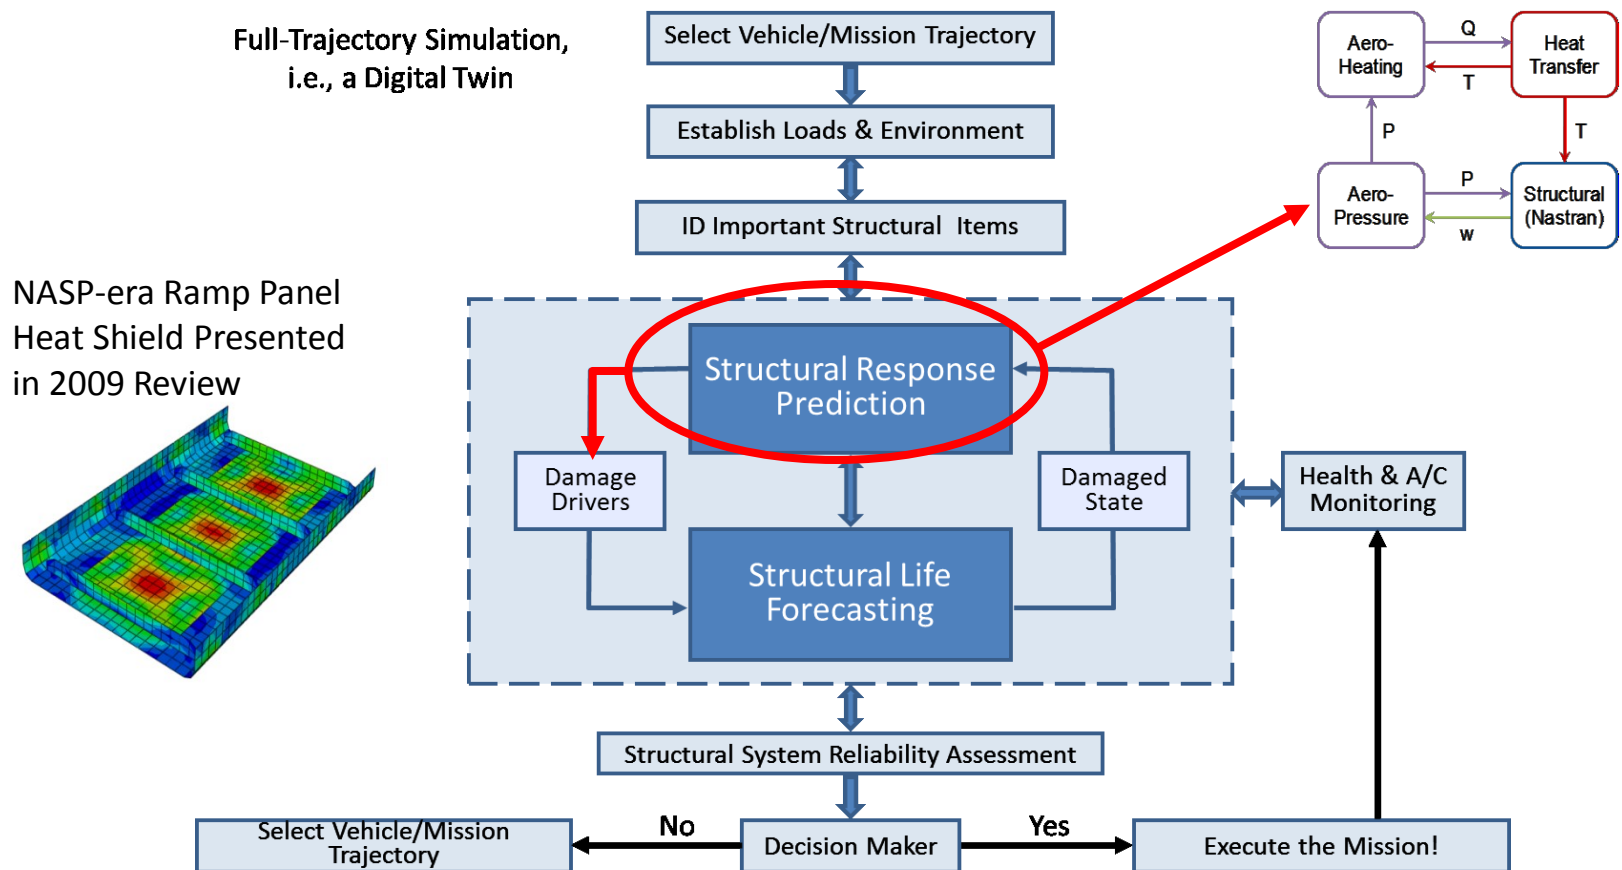 Full-Trajectory Simulation,
i.e., a Digital Twin
Select Vehicle/Mission Trajectory
Establish Loads & Environment
ID Important Structural Items
Aero-
Heating
Q
T
Heat
Transfer
P
T
Aero-
Pressure
P
w
Structural
(Nastran)
NASP-era Ramp Panel
Heat Shield Presented
in 2009 Review
Structural Response
Prediction
Damage
Drivers
Damaged
State
Structural Life
Forecasting
Health & A/C
Monitoring
Structural System Reliability Assessment
Select Vehicle/Mission
Trajectory
No
Decision Maker
Yes
Execute the Mission!